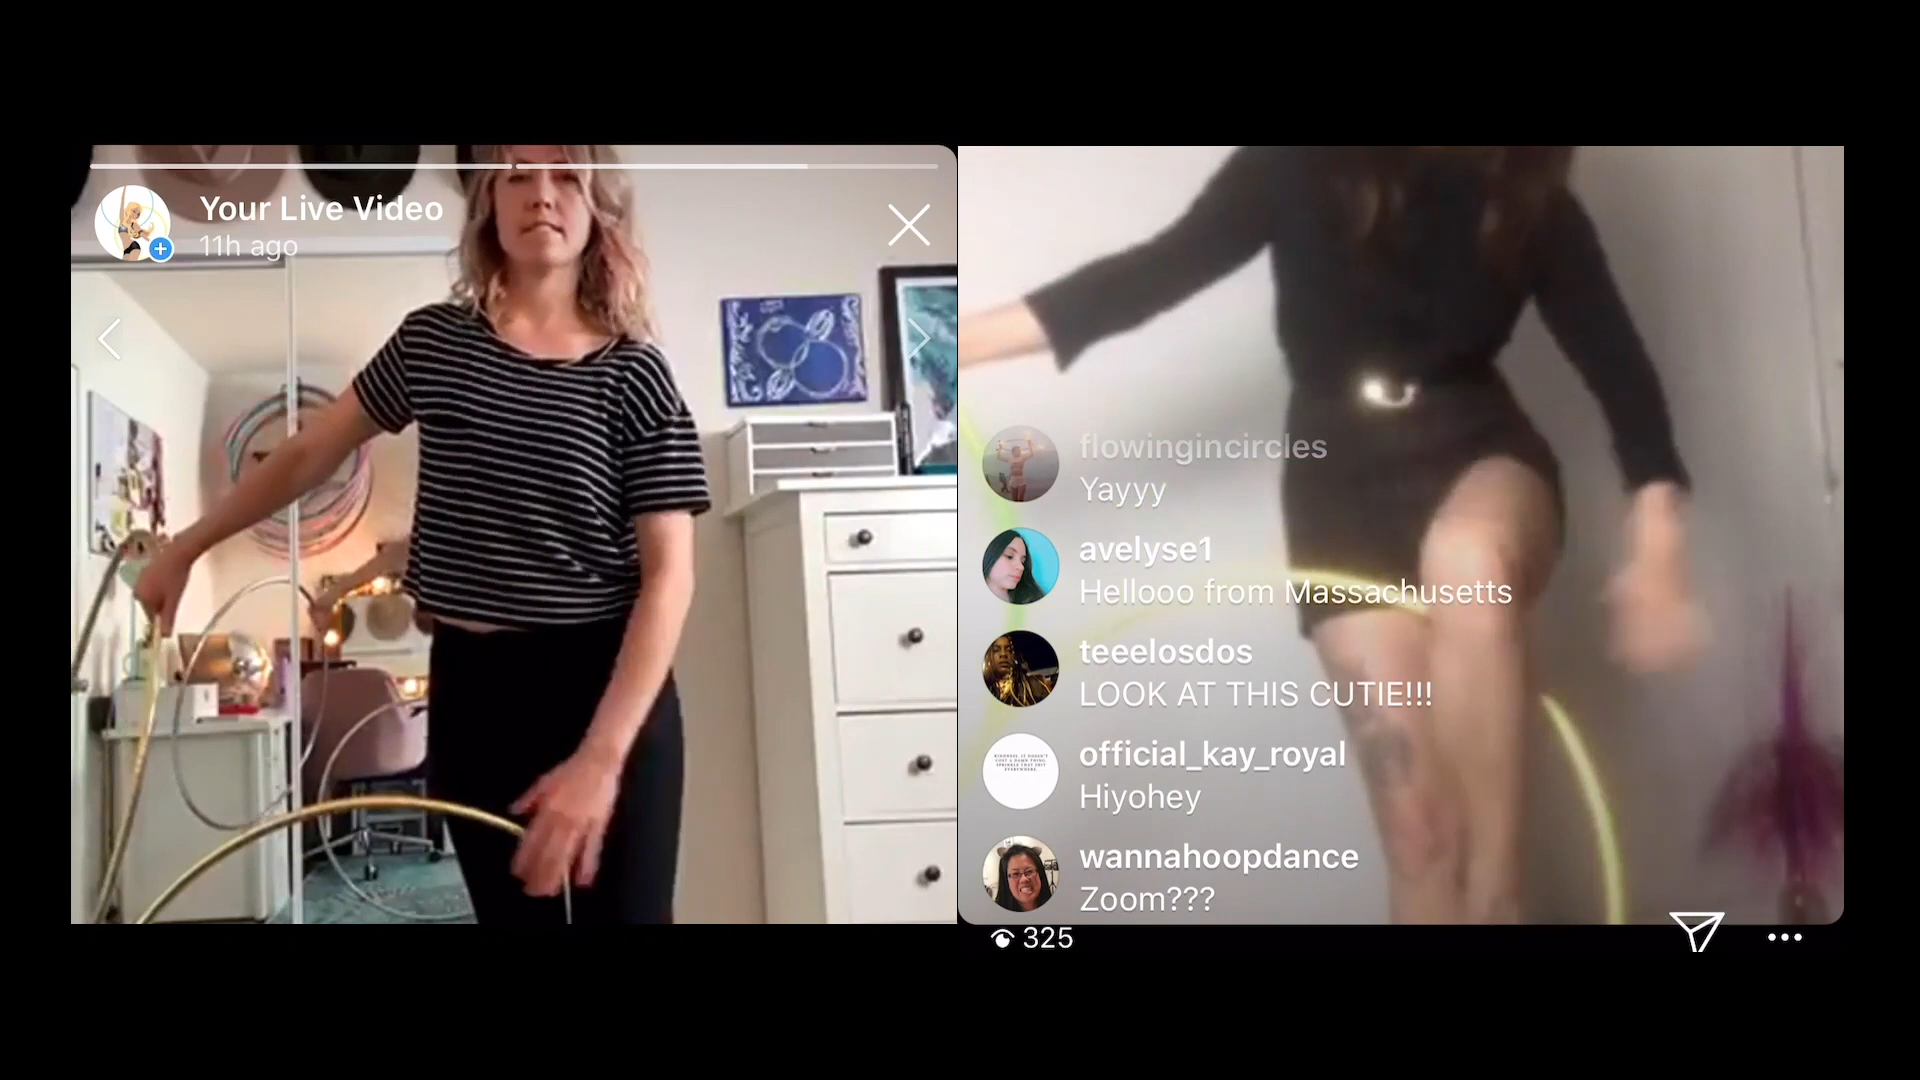 Your Live Video
11h ago
flowingincircles
Yayyy
avelyse1
Hellooo from Massachusetts
teeelosdos
LOOK AT THIS CUTIE!!!
official_kay_royal
Hiyohey
wannahoopdance
Zoom???
325